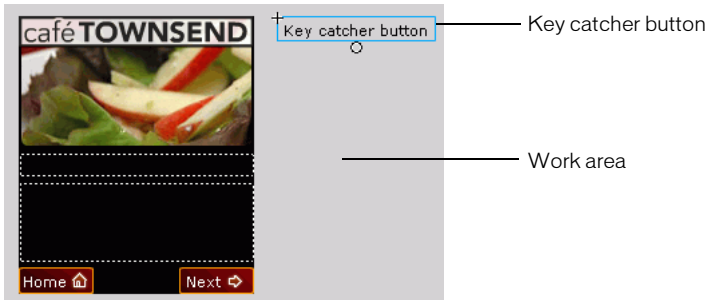 café TOWNSEND
Key catcher button
Key catcher button
Work area
Home
Next